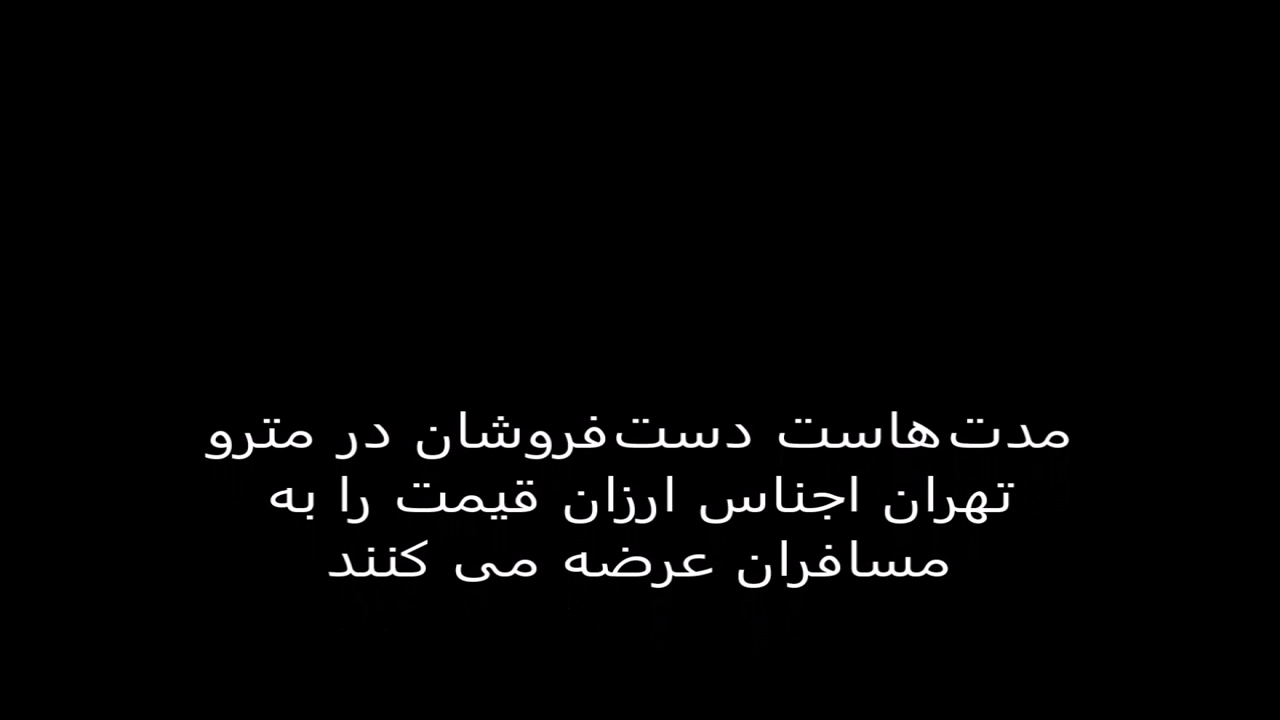 مدت‌هاست دست‌فروشان در مترو
تهران اجناس ارزان قیمت را به
مسافران عرضه می کنند